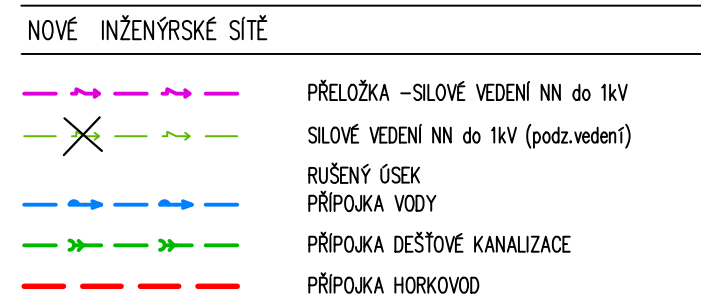 NOVÉ INŽENÝRSKÉ SÍTĚ
PŘELOŽKA -SILOVÉ VEDENÍ NN do 1kV
SILOVÉ VEDENÍ NN do 1kV (podz.vedení)
RUŠENÝ ÚSEK
PŘÍPOJKA VODY
PŘÍPOJKA DEŠŤOVÉ KANALIZACE
PŘÍPOJKA HORKOVOD